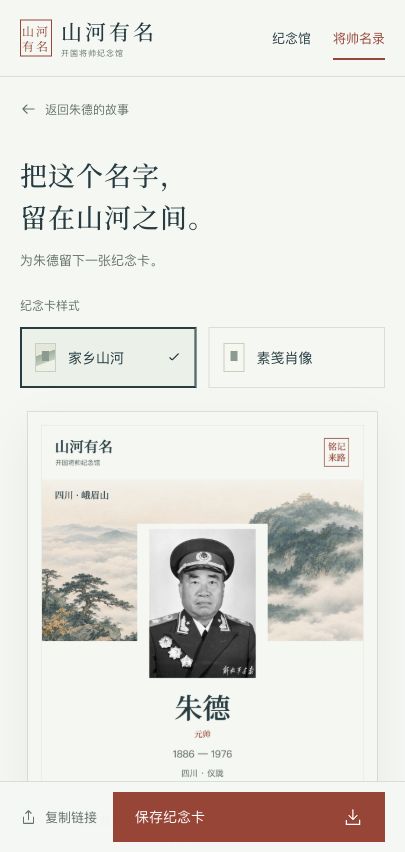 山河
有名
山河有名
开国将帅纪念馆
纪念馆
将帅名录
返回朱德的故事
把这个名字，
留在山河之间。
为朱德留下一张纪念卡。
纪念卡样式
家乡山河
素笺肖像
山河有名
开国将帅纪念馆
铭记
来路
四川·峨眉山
解放军画报
朱德
元帅
1886 — 1976
四川·仪陇
复制链接
保存纪念卡